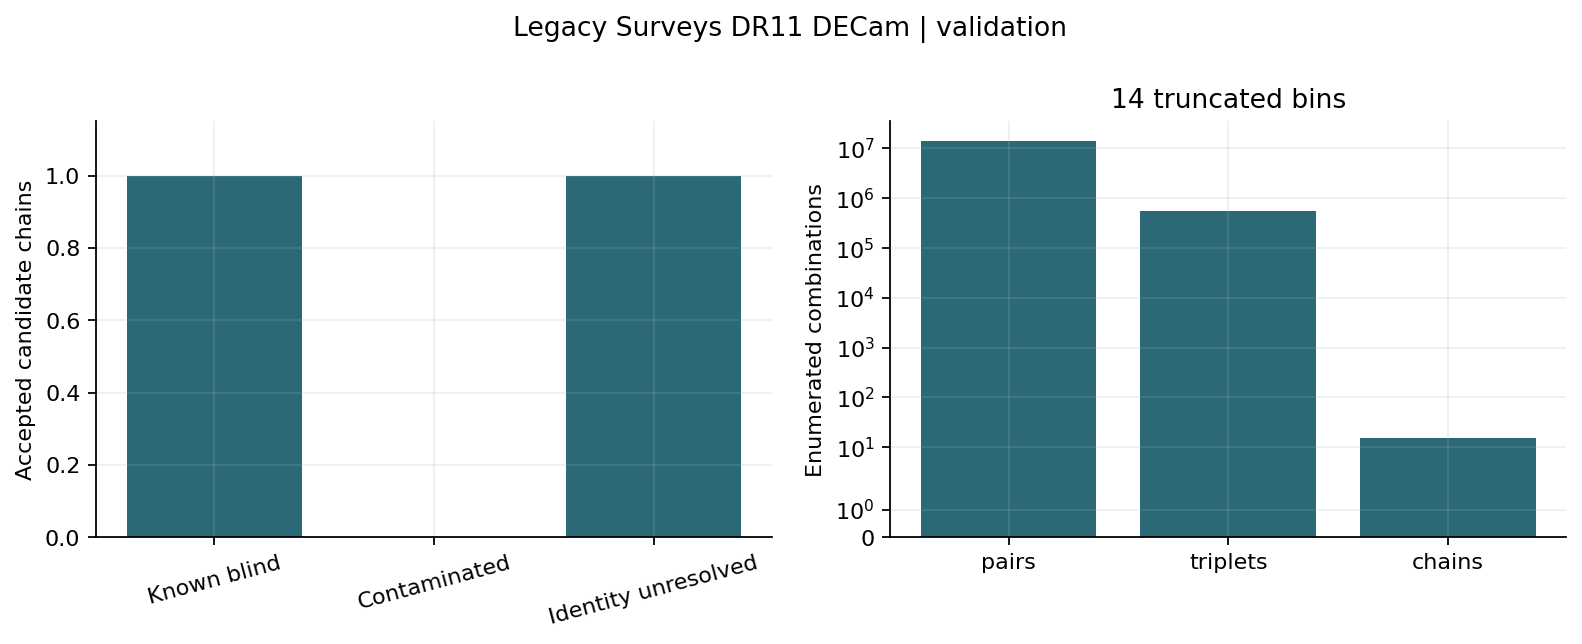 Legacy Surveys DR11 DECam | validation
Accepted candidate chains
1.0
0.8
0.6
0.4
0.2
0.0
Known blind
Contaminated
Identity unresolved
14 truncated bins
Enumerated combinations
10⁷
10⁶
10⁵
10⁴
10³
10²
10¹
10⁰
0
pairs
triplets
chains